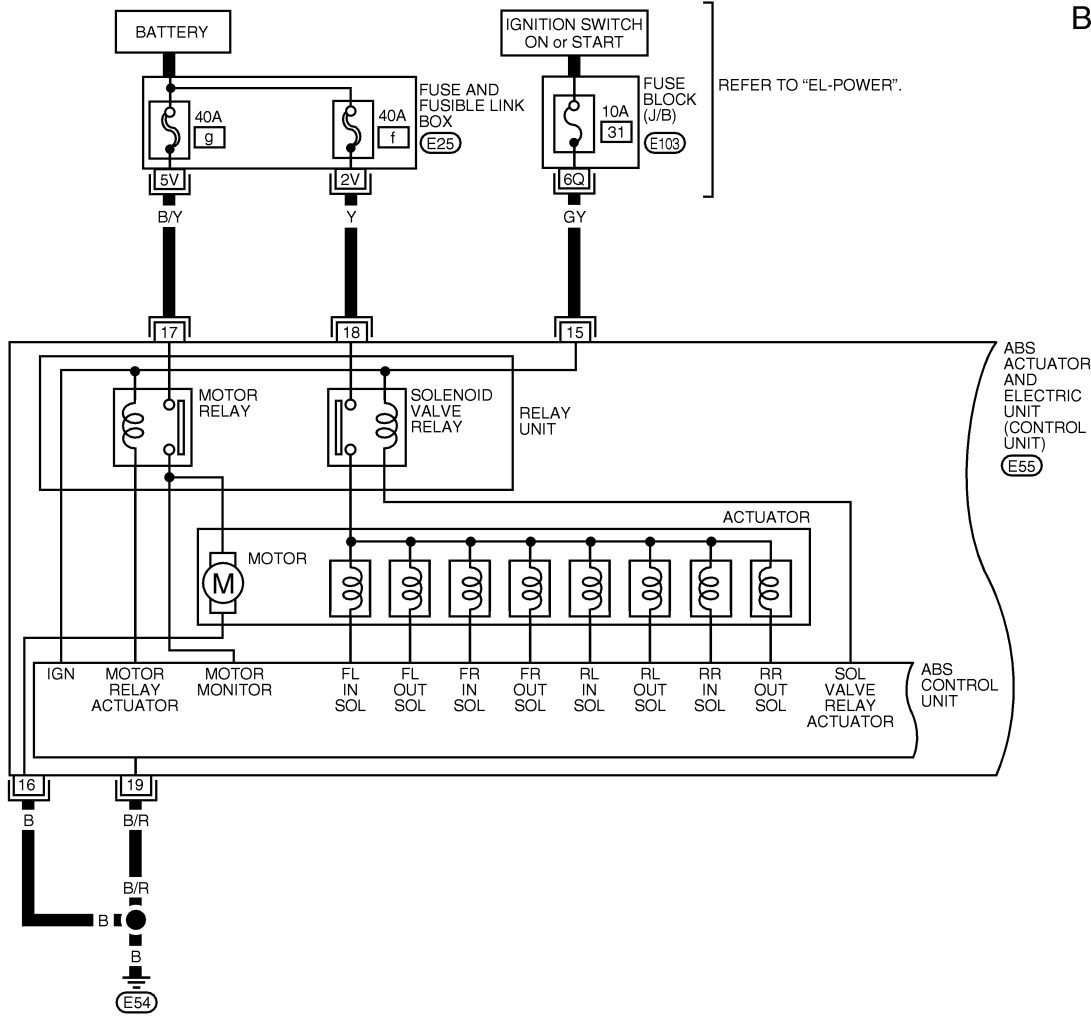 B
BATTERY
IGNITION SWITCH
ON or START
40A
g
40A
f
FUSE AND
FUSIBLE LINK
BOX
E25
10A
31
FUSE
BLOCK
(J/B)
E103
REFER TO “EL-POWER”.
5V
2V
6Q
B/Y
Y
GY
17
18
15
MOTOR
RELAY
SOLENOID
VALVE
RELAY
RELAY
UNIT
ABS
ACTUATOR
AND
ELECTRIC
UNIT
(CONTROL
UNIT)
E55
ACTUATOR
MOTOR
M
IGN
MOTOR
RELAY
ACTUATOR
MOTOR
MONITOR
FL
IN
SOL
FL
OUT
SOL
FR
IN
SOL
FR
OUT
SOL
RL
IN
SOL
RL
OUT
SOL
RR
IN
SOL
RR
OUT
SOL
SOL
VALVE
RELAY
ACTUATOR
ABS
CONTROL
UNIT
16
19
B
B/R
B/R
B
B
E54